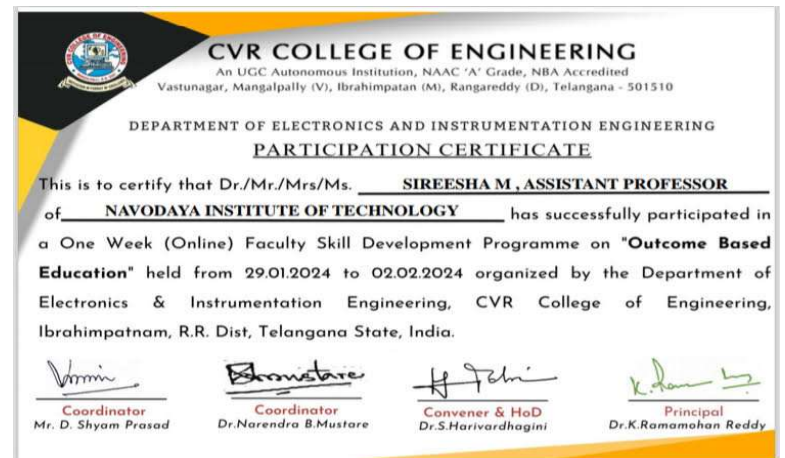 CVR COLLEGE OF ENGINEERING
CVR COLLEGE OF ENGINEERING
An UGC Autonomous Institution, NAAC 'A' Grade, NBA Accredited
Vastunagar, Mangalpally (V), Ibrahimpatan (M), Rangareddy (D), Telangana - 501510
DEPARTMENT OF ELECTRONICS AND INSTRUMENTATION ENGINEERING
PARTICIPATION CERTIFICATE
This is to certify that Dr./Mr./Mrs/Ms. SIREESHA M , ASSISTANT PROFESSOR
of NAVODAYA INSTITUTE OF TECHNOLOGY has successfully participated in
a One Week (Online) Faculty Skill Development Programme on "Outcome Based
Education" held from 29.01.2024 to 02.02.2024 organized by the Department of
Electronics & Instrumentation Engineering, CVR College of Engineering,
Ibrahimpatnam, R.R. Dist, Telangana State, India.
Coordinator Coordinator Convener & HoD Principal
Mr. D. Shyam Prasad Dr.Narendra B.Mustare Dr.S.Harivardhagini Dr.K.Ramamohan Reddy